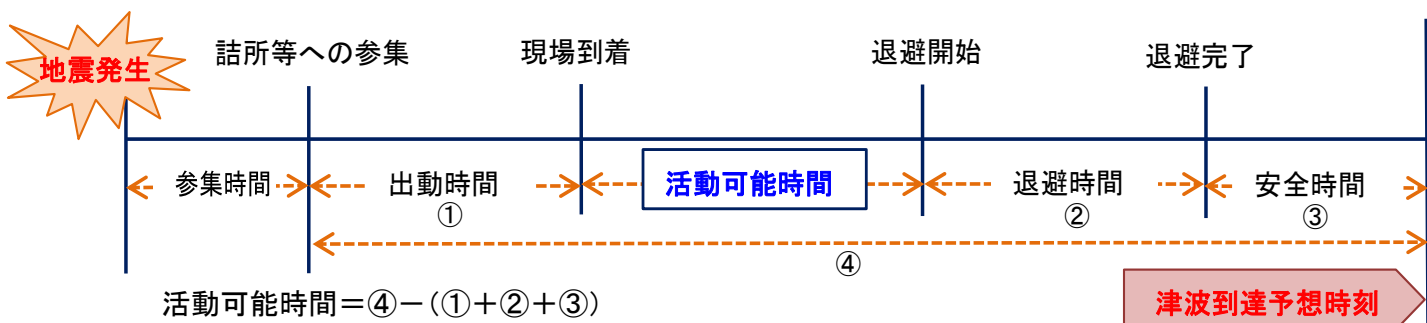 地震発生
詰所等への参集
現場到着
退避開始
退避完了
参集時間
出動時間
①
活動可能時間
退避時間
②
安全時間
③
④
活動可能時間＝④－（①＋②＋③）
津波到達予想時刻